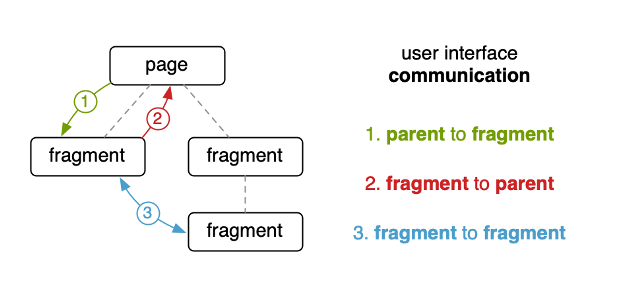 page
user interface
communication
1
2
1. parent to fragment
fragment
fragment
2. fragment to parent
3
fragment
3. fragment to fragment